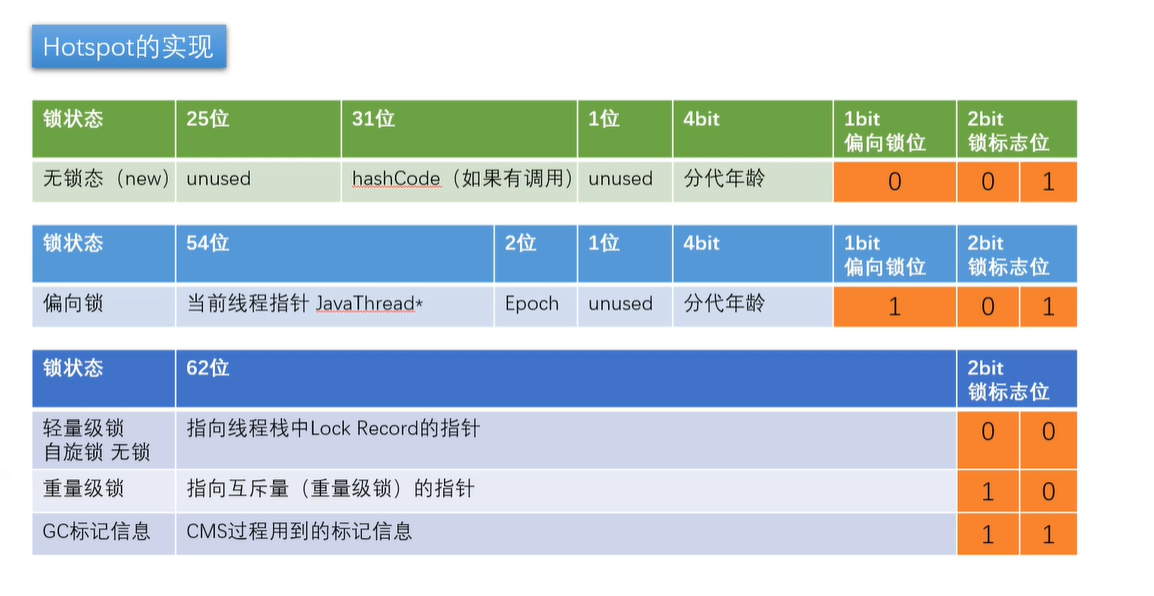 Hotspot的实现
锁状态 25位 31位 1位 4bit 1bit 2bit
偏向锁位 锁标志位
无锁态（new） unused hashCode（如果有调用） unused 分代年龄 0 0 1
锁状态 54位 2位 1位 4bit 1bit 2bit
偏向锁位 锁标志位
偏向锁 当前线程指针 JavaThread* Epoch unused 分代年龄 1 0 1
锁状态 62位 2bit
锁标志位
轻量级锁 指向线程栈中Lock Record的指针 0 0
自旋锁 无锁
重量级锁 指向互斥量（重量级锁）的指针 1 0
GC标记信息 CMS过程用到的标记信息 1 1